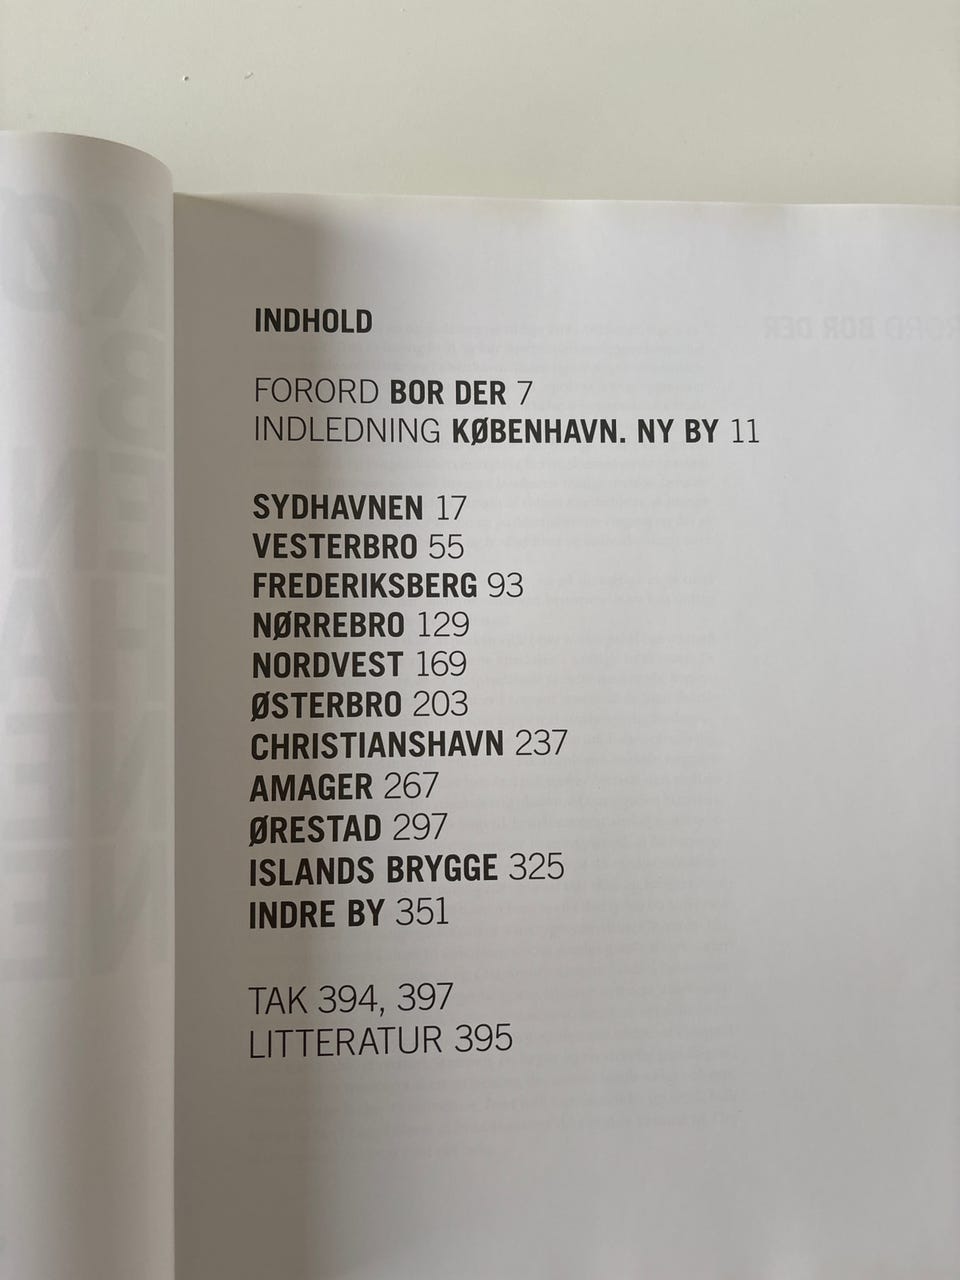 INDHOLD
FORORD BOR DER 7
INDLEDNING KØBENHAVN. NY BY 11
SYDHAVNEN 17
VESTERBRO 55
FREDERIKSBERG 93
NØRREBRO 129
NORDVEST 169
ØSTERBRO 203
CHRISTIANSHAVN 237
AMAGER 267
ØRESTAD 297
ISLANDS BRYGGE 325
INDRE BY 351
TAK 394, 397
LITTERATUR 395